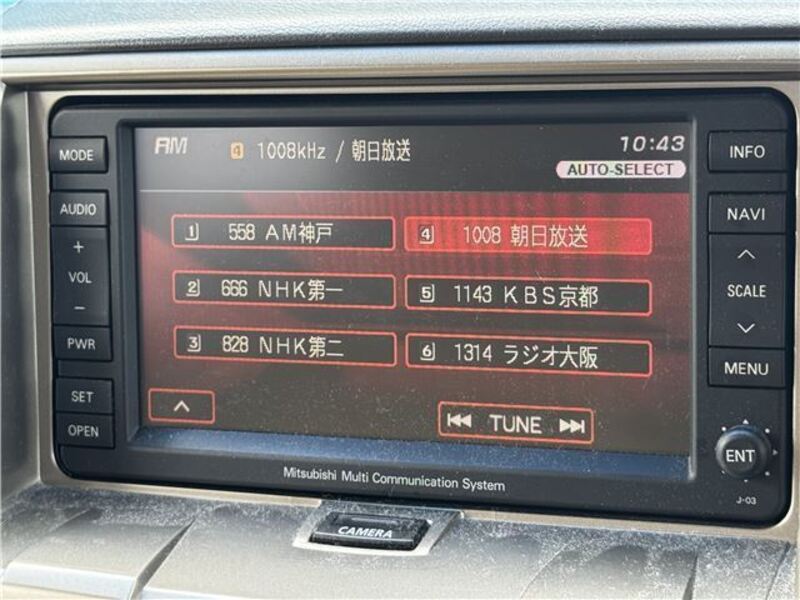 MODE
AUDIO
+
VOL
−
PWR
SET
OPEN
AM
4 1008kHz / 朝日放送
10:43
AUTO-SELECT
1 558 AM神戸
4 1008 朝日放送
2 666 NHK第一
5 1143 KBS京都
3 828 NHK第二
6 1314 ラジオ大阪
TUNE
Mitsubishi Multi Communication System
INFO
NAVI
SCALE
MENU
ENT
J-03
CAMERA